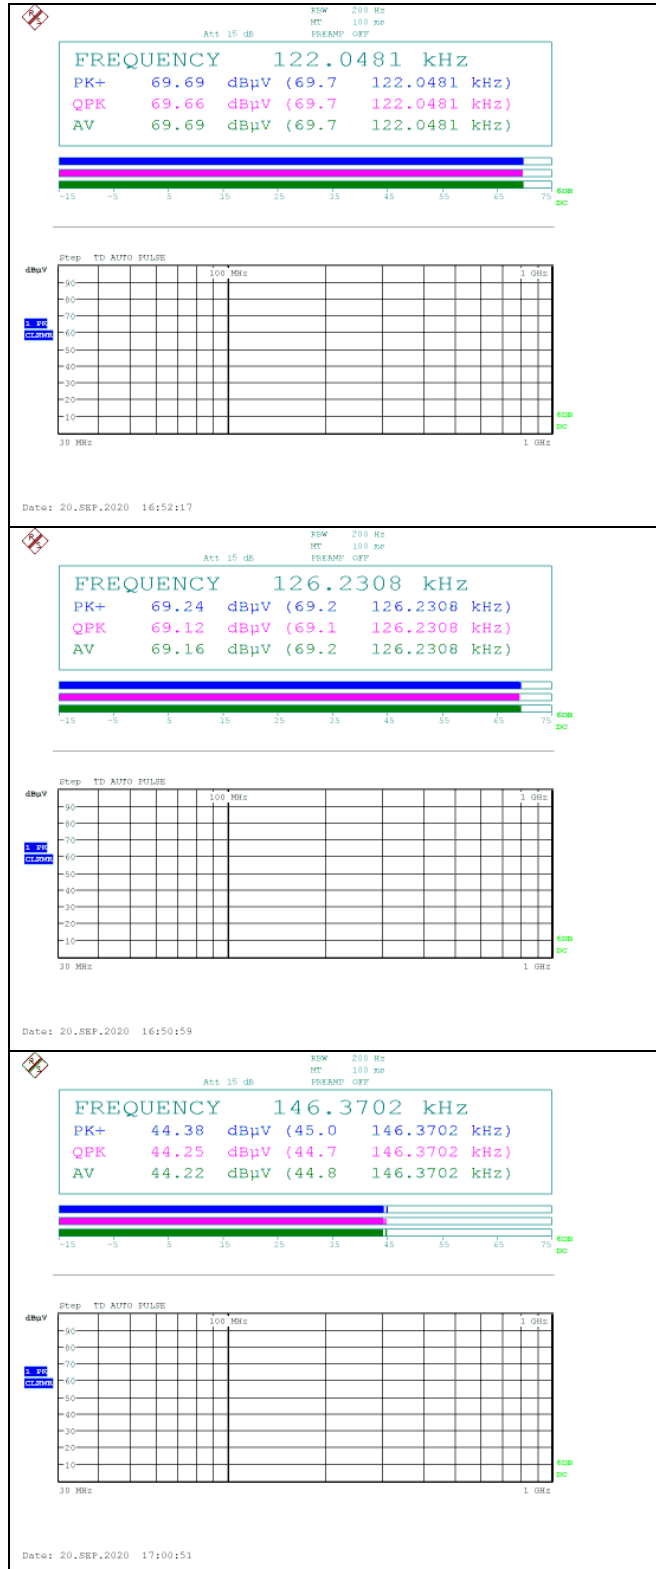 RBW 200 Hz
MT 100 ms
Att 15 dB PREAMP OFF
FREQUENCY 122.0481 kHz
PK+ 69.69 dBµV (69.7 122.0481 kHz)
QPK 69.66 dBµV (69.7 122.0481 kHz)
AV 69.69 dBµV (69.7 122.0481 kHz)
-15 -5 5 15 25 35 45 55 65 75
6DB
DC
Step TD AUTO PULSE
dBµV
100 MHz 1 GHz
90
80
70
1 PK
CLRWR
60
50
40
30
20
10
6DB
DC
30 MHz 1 GHz
Date: 20.SEP.2020 16:52:17
RBW 200 Hz
MT 100 ms
Att 15 dB PREAMP OFF
FREQUENCY 126.2308 kHz
PK+ 69.24 dBµV (69.2 126.2308 kHz)
QPK 69.12 dBµV (69.1 126.2308 kHz)
AV 69.16 dBµV (69.2 126.2308 kHz)
-15 -5 5 15 25 35 45 55 65 75
6DB
DC
Step TD AUTO PULSE
dBµV
100 MHz 1 GHz
90
80
70
1 PK
CLRWR
60
50
40
30
20
10
6DB
DC
30 MHz 1 GHz
Date: 20.SEP.2020 16:50:59
RBW 200 Hz
MT 100 ms
Att 15 dB PREAMP OFF
FREQUENCY 146.3702 kHz
PK+ 44.38 dBµV (45.0 146.3702 kHz)
QPK 44.25 dBµV (44.7 146.3702 kHz)
AV 44.22 dBµV (44.8 146.3702 kHz)
-15 -5 5 15 25 35 45 55 65 75
6DB
DC
Step TD AUTO PULSE
dBµV
100 MHz 1 GHz
90
80
70
1 PK
CLRWR
60
50
40
30
20
10
6DB
DC
30 MHz 1 GHz
Date: 20.SEP.2020 17:00:51